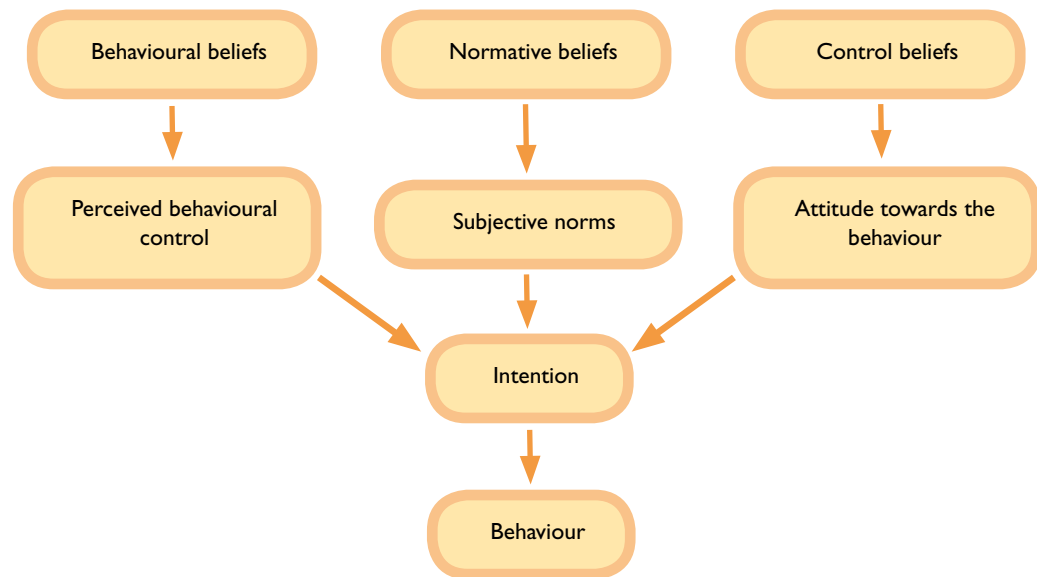 Behavioural beliefs
Normative beliefs
Control beliefs
Perceived behavioural
control
Subjective norms
Attitude towards the
behaviour
Intention
Behaviour